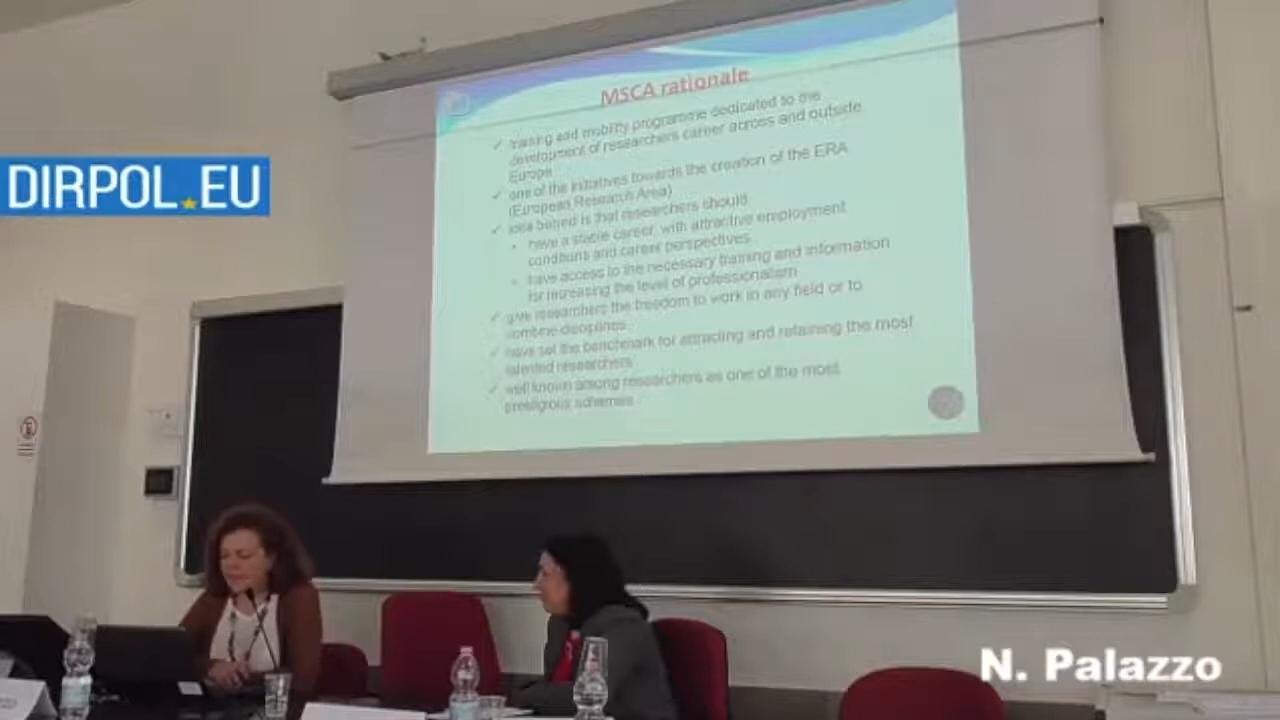 MSCA rationale
training and mobility programme dedicated to the
development of researchers career across and outside
Europe
DIRPOL.EU
one of the initiatives towards the creation of the ERA
(European Research Area)
idea behind is that researchers should
have a stable career, with attractive employment
conditions and career perspectives
have access to the necessary training and information
for increasing the level of professionalism
give researchers the freedom to work in any field or to
combine disciplines
have set the benchmark for attracting and retaining the most
talented researchers
well known among researchers as one of the most
prestigious schemes
N. Palazzo